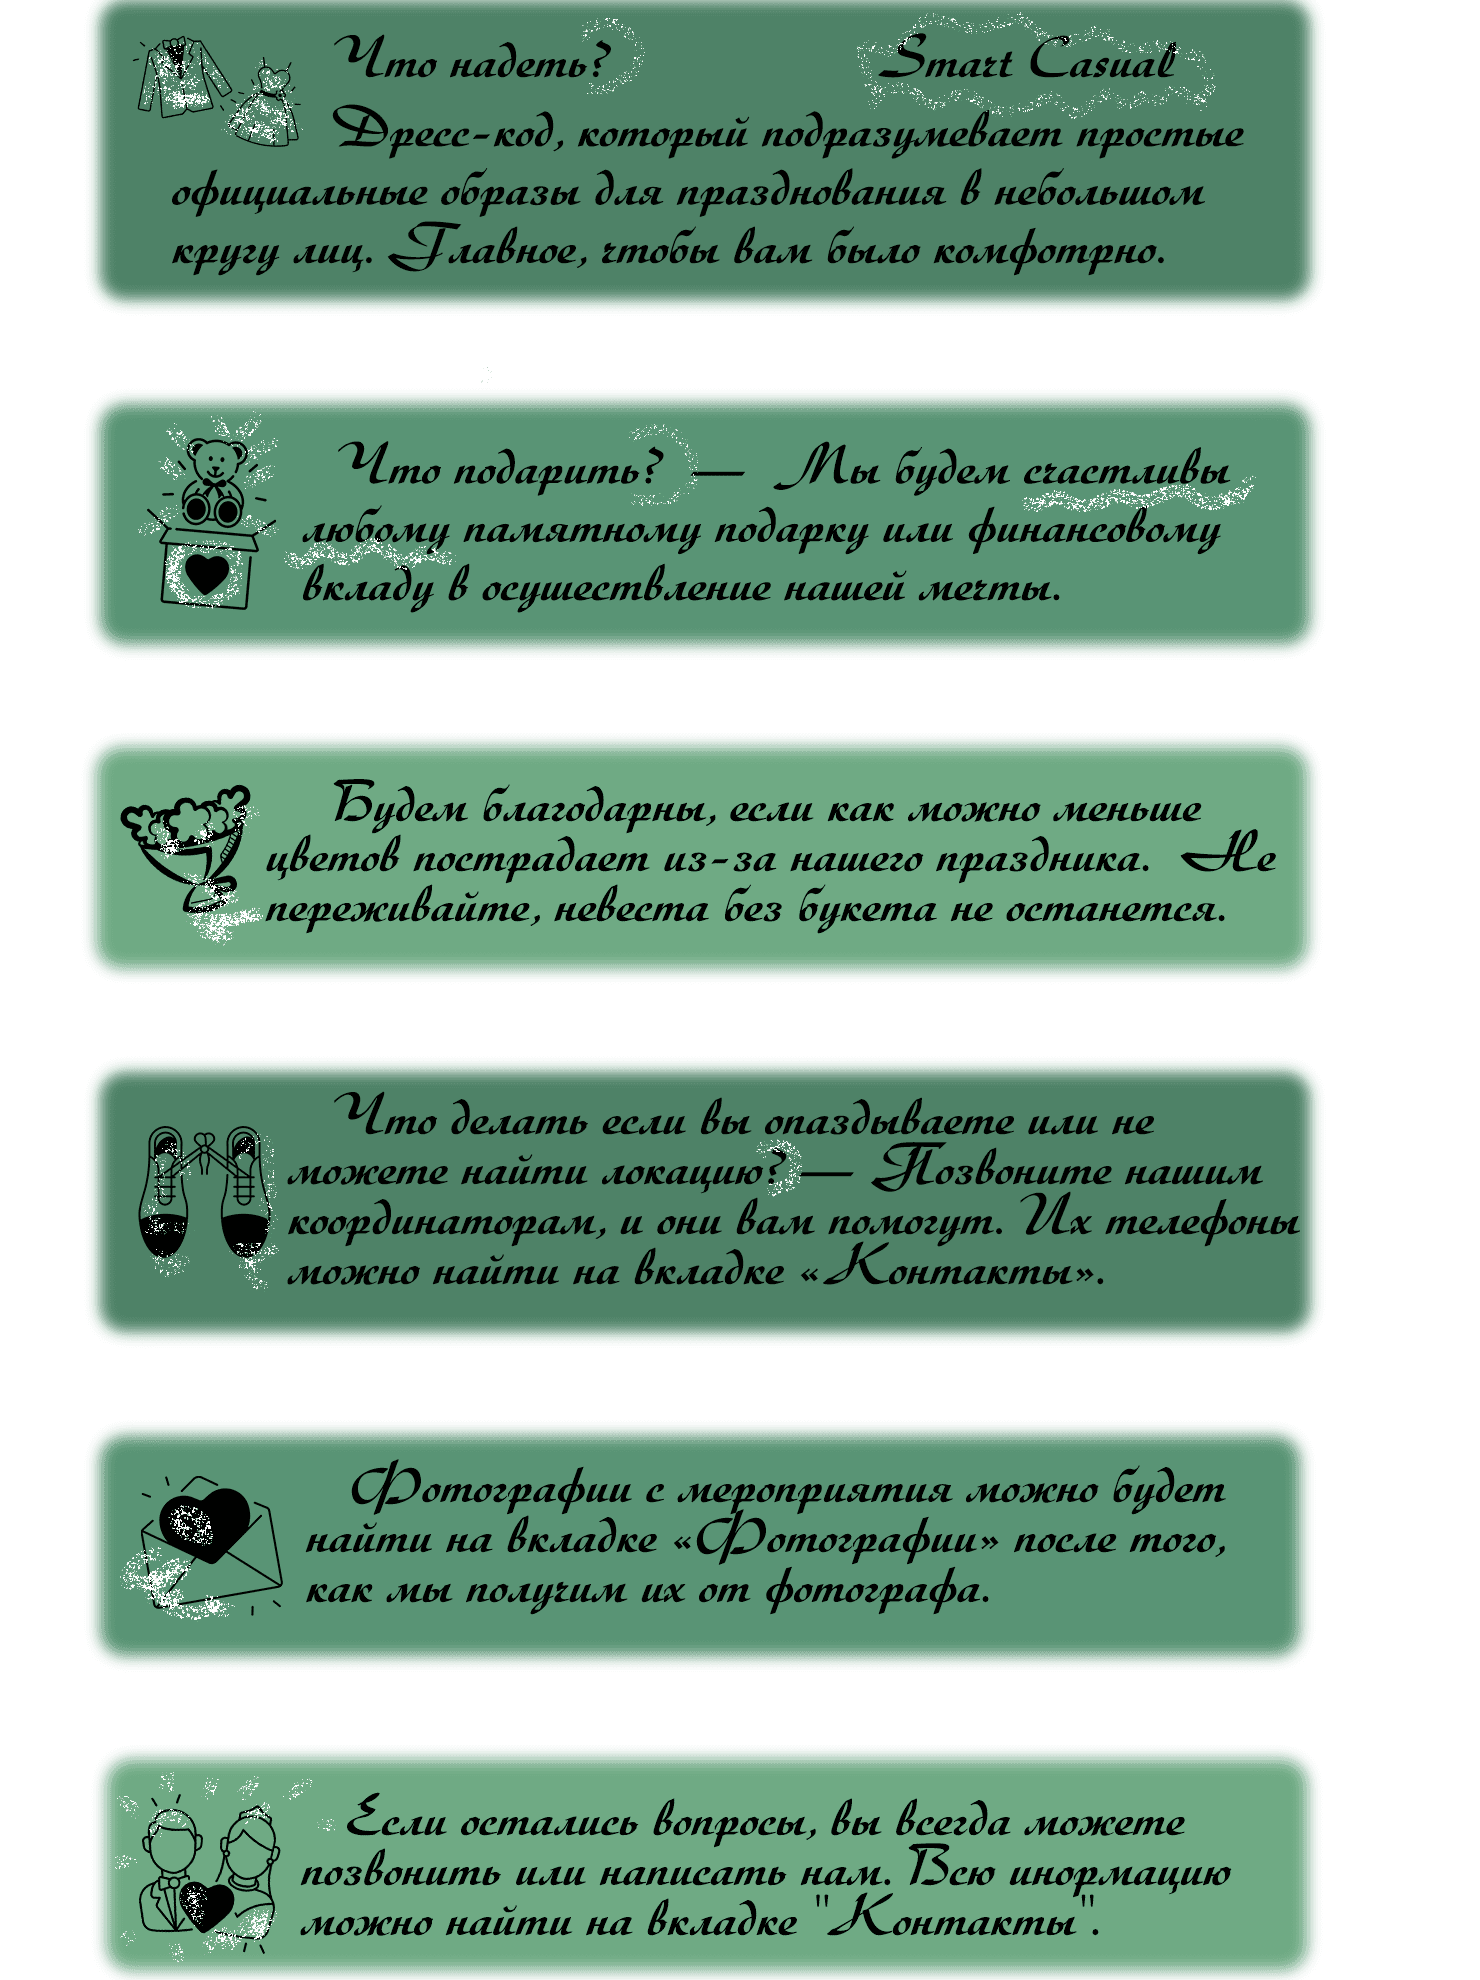 Что надеть? Smart Casual
Дресс-код, который подразумевает простые
официальные образы для празднования в небольшом
кругу лиц. Главное, чтобы вам было комфотрно.
Что подарить? — Мы будем счастливы
любому памятному подарку или финансовому
вкладу в осушествление нашей мечты.
Будем благодарны, если как можно меньше
цветов пострадает из-за нашего праздника. Не
переживайте, невеста без букета не останется.
Что делать если вы опаздываете или не
можете найти локацию? — Позвоните нашим
координаторам, и они вам помогут. Их телефоны
можно найти на вкладке «Контакты».
Фотографии с мероприятия можно будет
найти на вкладке «Фотографии» после того,
как мы получим их от фотографа.
Если остались вопросы, вы всегда можете
позвонить или написать нам. Всю инормацию
можно найти на вкладке "Контакты".